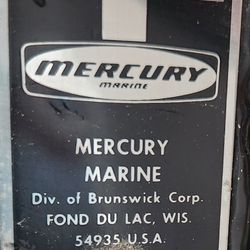 MERCURY
MARINE
MERCURY
MARINE
Div. of Brunswick Corp.
FOND DU LAC, WIS.
54935 U.S.A.